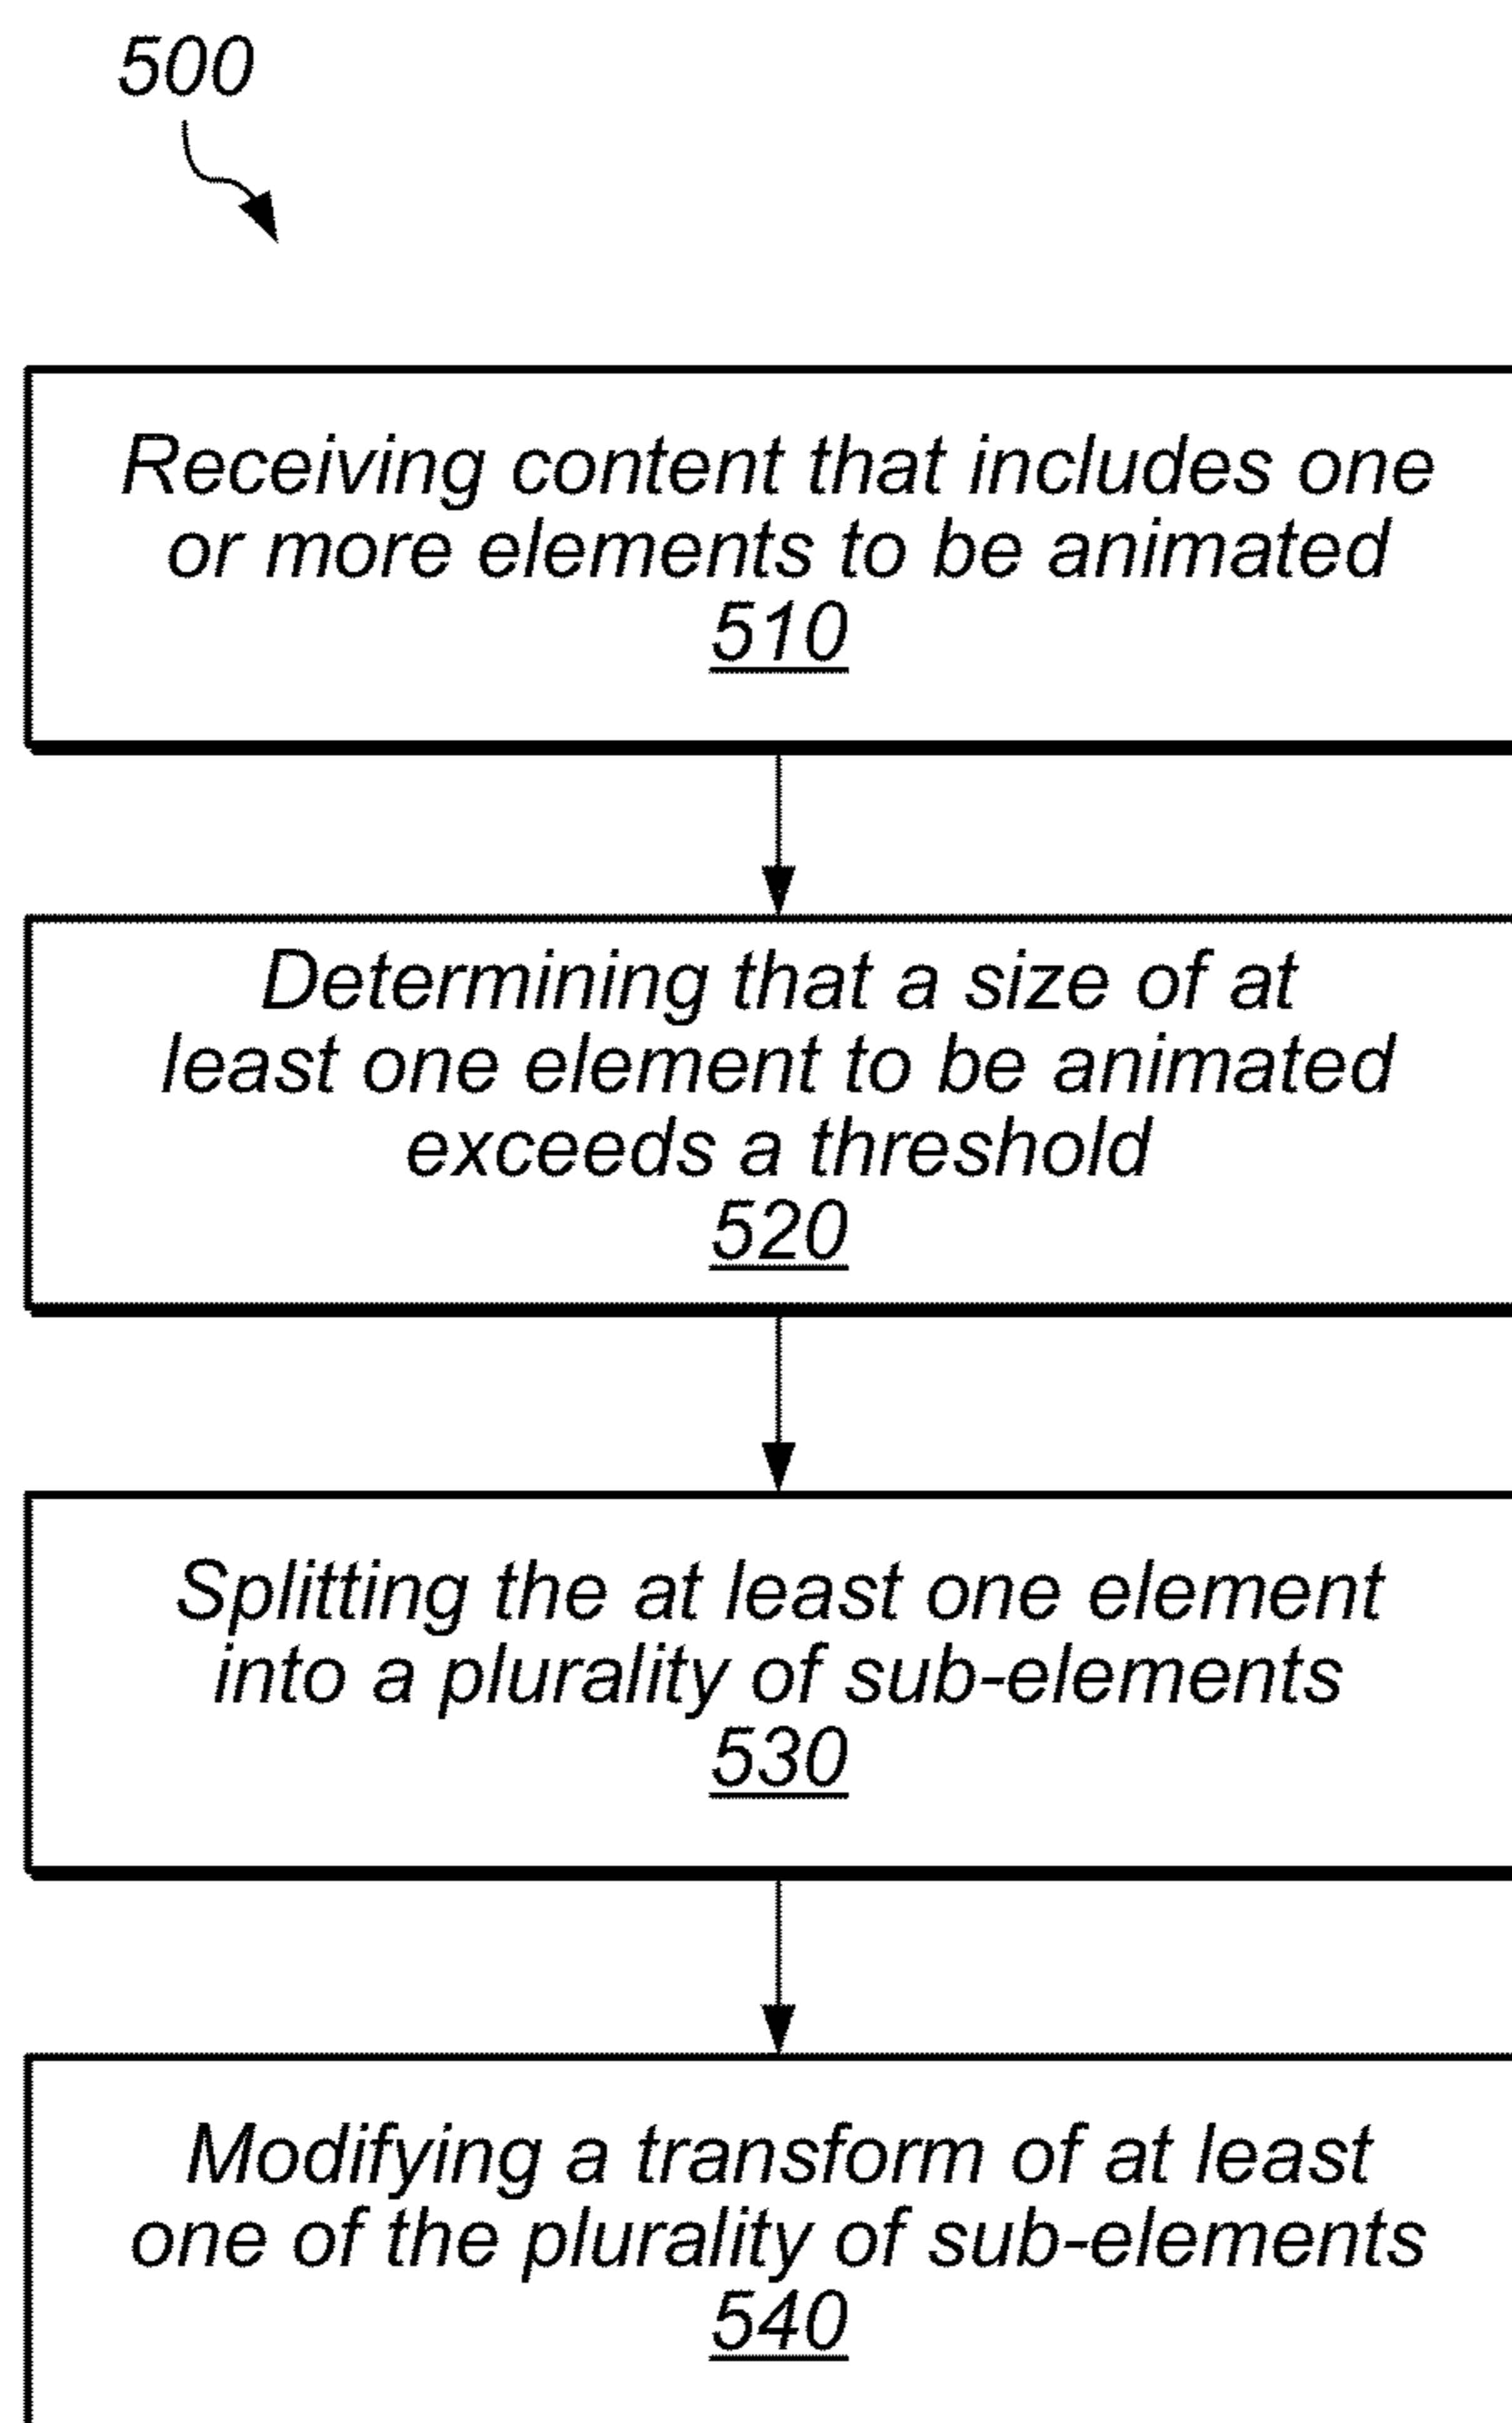 500
Receiving content that includes one
or more elements to be animated
510
Determining that a size of at
least one element to be animated
exceeds a threshold
520
Splitting the at least one element
into a plurality of sub-elements
530
Modifying a transform of at least
one of the plurality of sub-elements
540